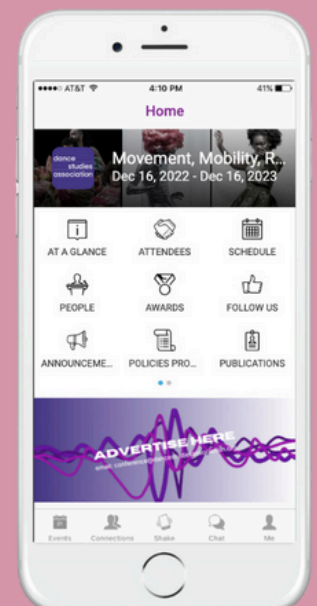 AT&T
4:10 PM
41%
Home
dance
studies
association
Movement, Mobility, R...
Dec 16, 2022 - Dec 16, 2023
AT A GLANCE
ATTENDEES
SCHEDULE
PEOPLE
AWARDS
FOLLOW US
ANNOUNCEME...
POLICIES PRO...
PUBLICATIONS
ADVERTISE HERE
email:
Events
Connections
Shake
Chat
Me